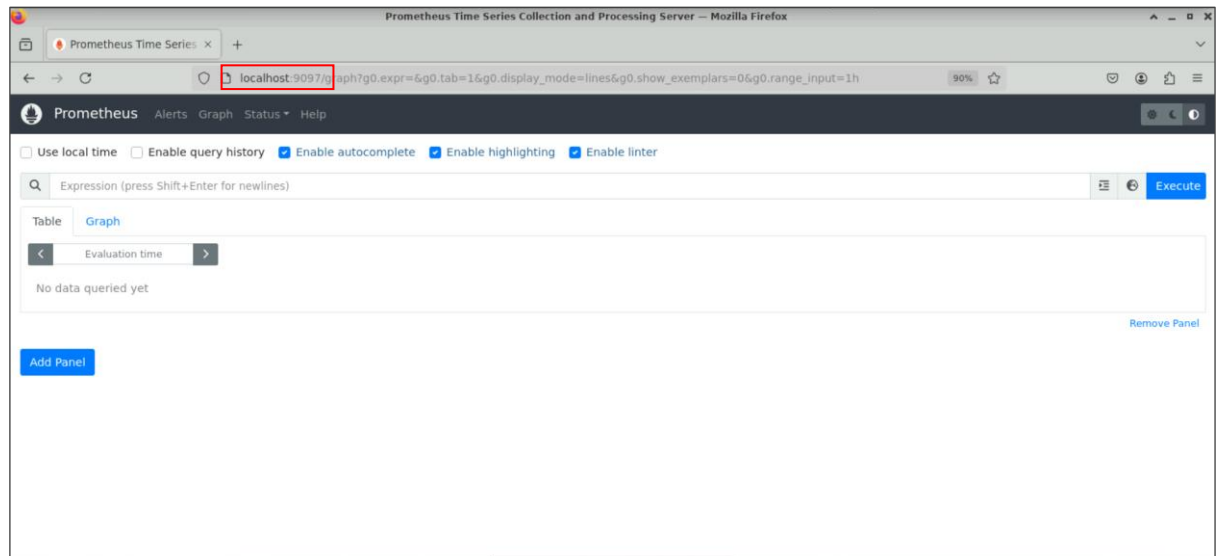 Prometheus Time Series Collection and Processing Server — Mozilla Firefox
Prometheus Time Series
localhost:9097/graph?g0.expr=&g0.tab=1&g0.display_mode=lines&g0.show_exemplars=0&g0.range_input=1h
90%
Prometheus Alerts Graph Status Help
Use local time Enable query history Enable autocomplete Enable highlighting Enable linter
Expression (press Shift+Enter for newlines) Execute
Table Graph
Evaluation time
No data queried yet
Remove Panel
Add Panel